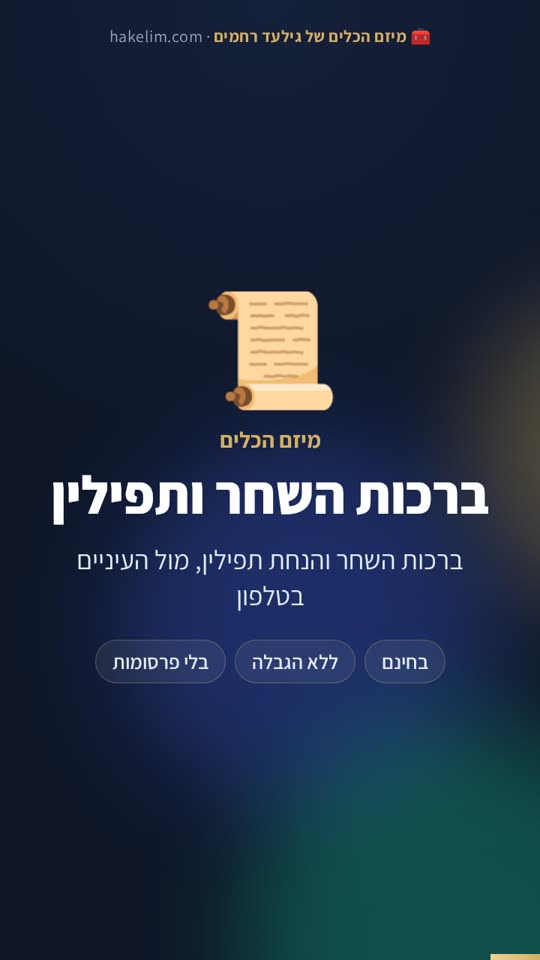 🧰 מיזם הכלים של גילעד רחמים · hakelim.com
מיזם הכלים
ברכות השחר ותפילין
ברכות השחר והנחת תפילין, מול העיניים
בטלפון
בחינם
ללא הגבלה
בלי פרסומות